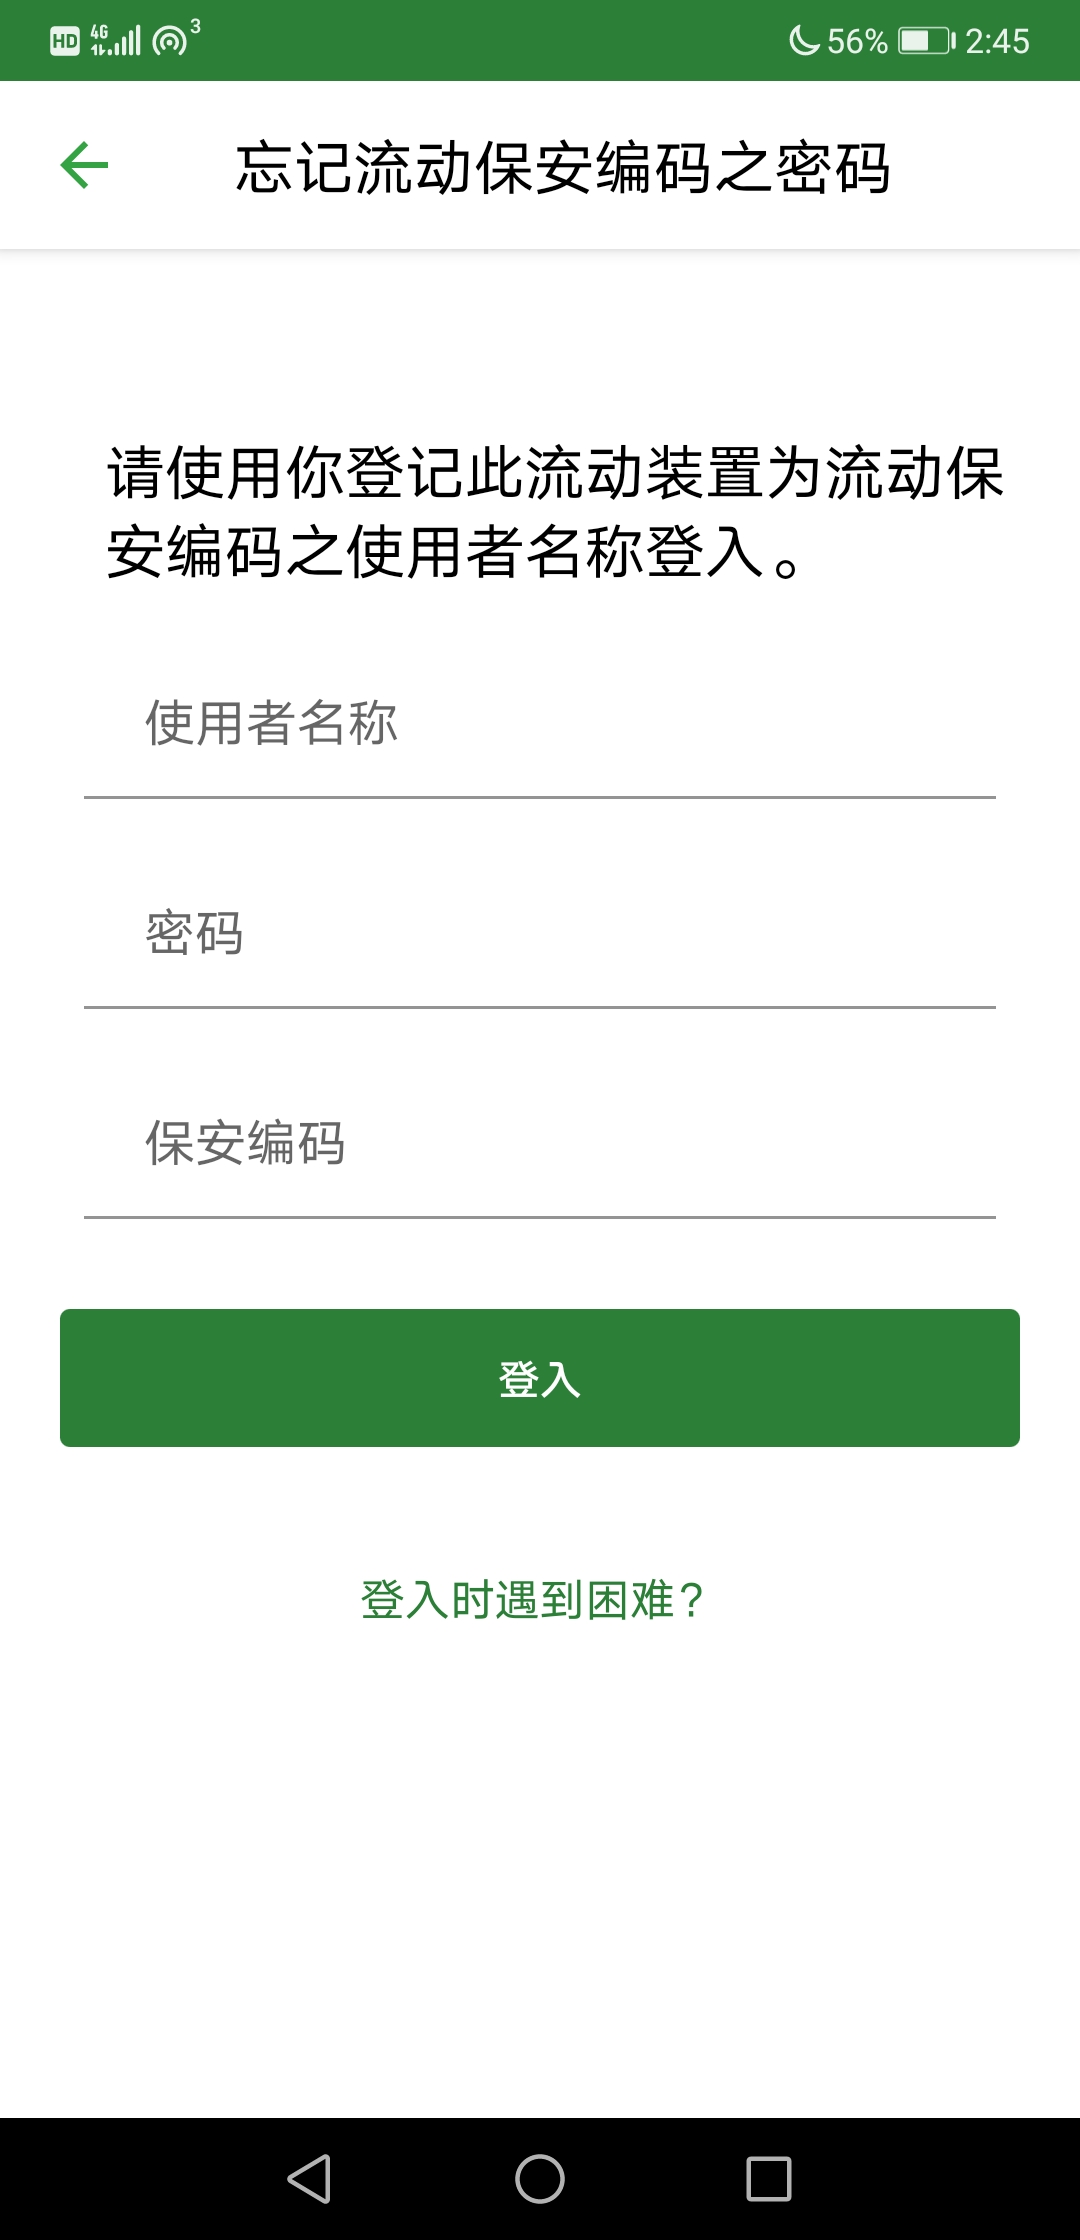 HD 4G 3 56% 2:45
忘记流动保安编码之密码
请使用你登记此流动装置为流动保
安编码之使用者名称登入。
使用者名称
密码
保安编码
登入
登入时遇到困难?